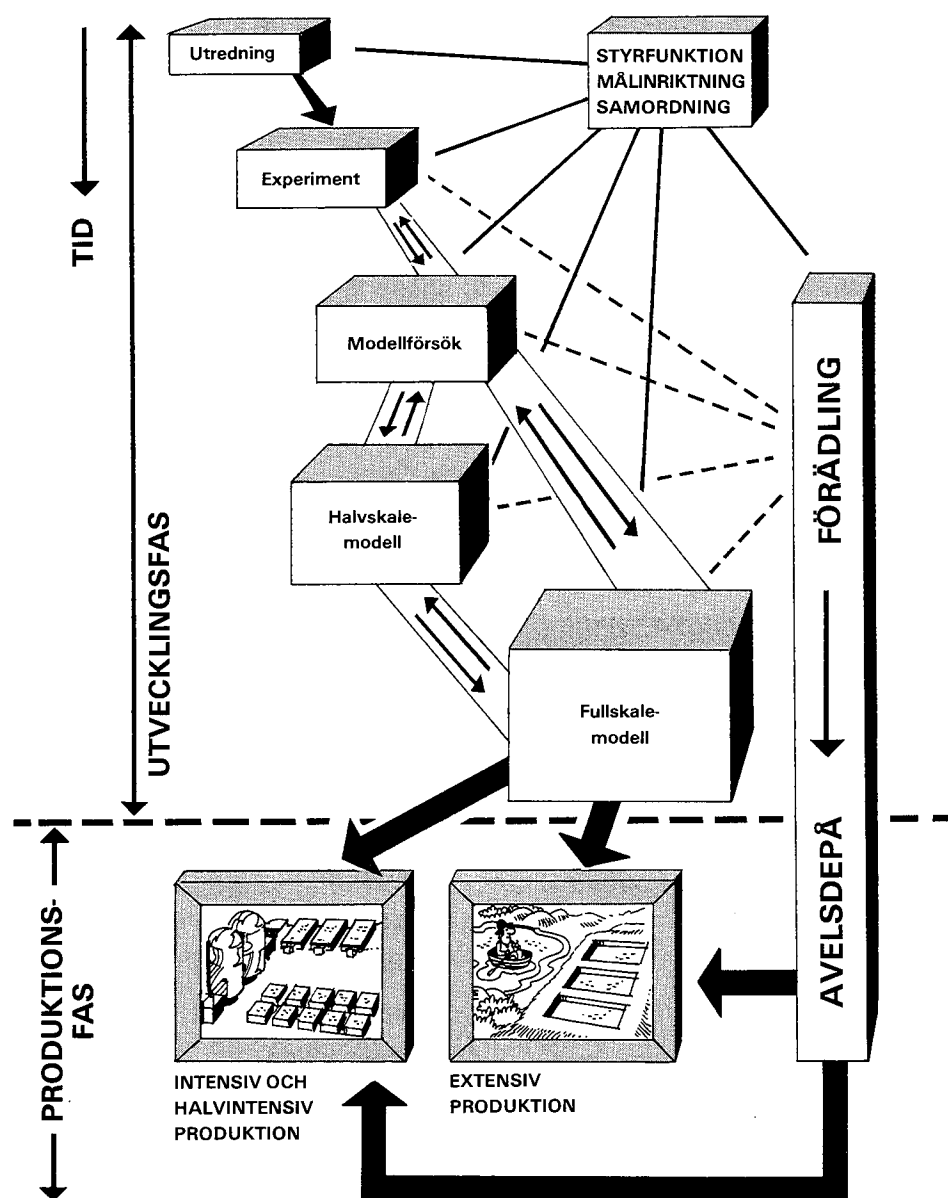 Utredning
STYRFUNKTION
MÅLINRIKTNING
SAMORDNING
Experiment
TID
Modellförsök
FÖRÄDLING
Halvskale-
modell
UTVECKLINGSFAS
Fullskale-
modell
AVELSDEPÅ
PRODUKTIONS-
FAS
INTENSIV OCH
HALVINTENSIV
PRODUKTION
EXTENSIV
PRODUKTION